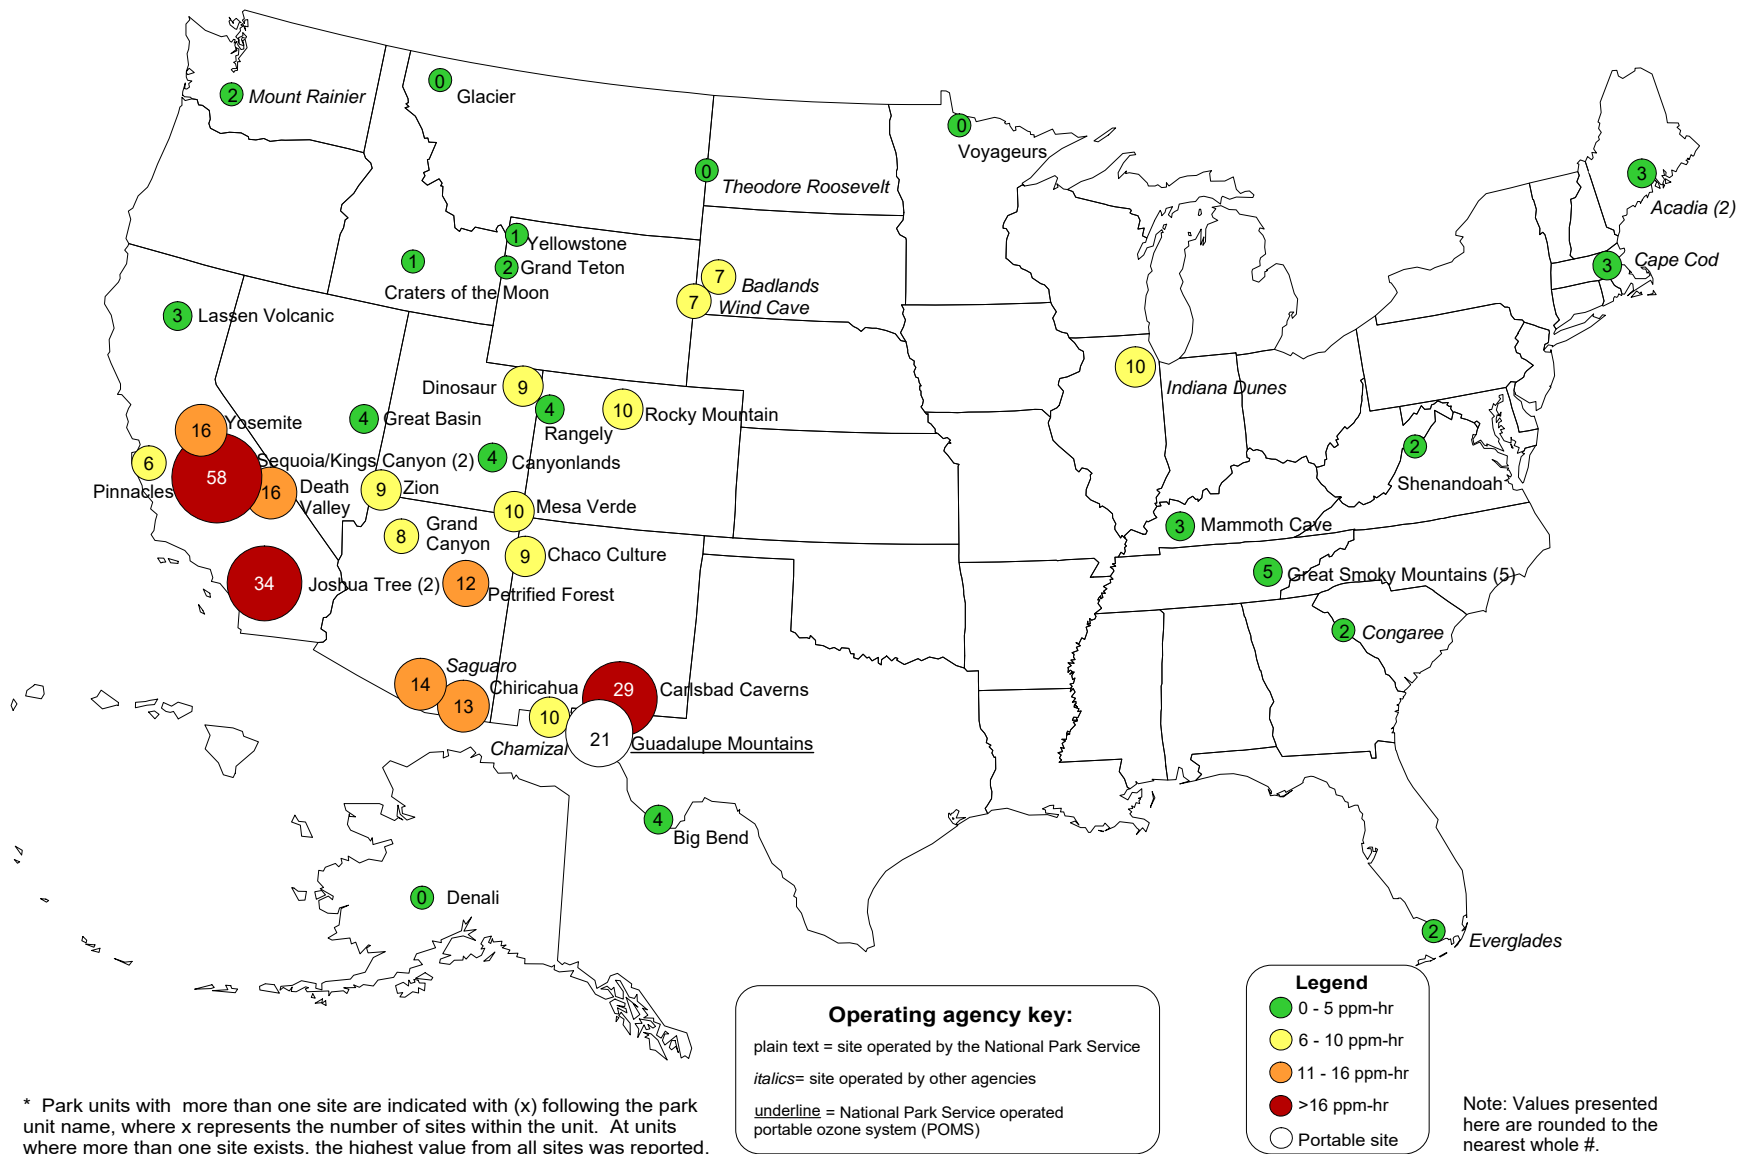 0
Glacier
2
Mount Rainier
0
Voyageurs
0
Theodore Roosevelt
3
Acadia (2)
1
Yellowstone
2
Grand Teton
1
Craters of the Moon
3
Cape Cod
7
Badlands
7
Wind Cave
3
Lassen Volcanic
10
Indiana Dunes
Dinosaur
9
4
Rangely
10
Rocky Mountain
4
Great Basin
16
Yosemite
2
Shenandoah
6
Pinnacles
58
Sequoia/Kings Canyon (2)
4
Canyonlands
16
Death
Valley
9
Zion
10
Mesa Verde
8
Grand
Canyon
9
Chaco Culture
3
Mammoth Cave
34
Joshua Tree (2)
12
Petrified Forest
5
Great Smoky Mountains (5)
2
Congaree
14
Saguaro
13
Chiricahua
10
Chamizal
29
Carlsbad Caverns
21
Guadalupe Mountains
4
Big Bend
0
Denali
2
Everglades
Operating agency key:
plain text = site operated by the National Park Service
italics= site operated by other agencies
underline = National Park Service operated
portable ozone system (POMS)
Legend
0 - 5 ppm-hr
6 - 10 ppm-hr
11 - 16 ppm-hr
>16 ppm-hr
Portable site
* Park units with more than one site are indicated with (x) following the park
unit name, where x represents the number of sites within the unit. At units
where more than one site exists, the highest value from all sites was reported.
Note: Values presented
here are rounded to the
nearest whole #.